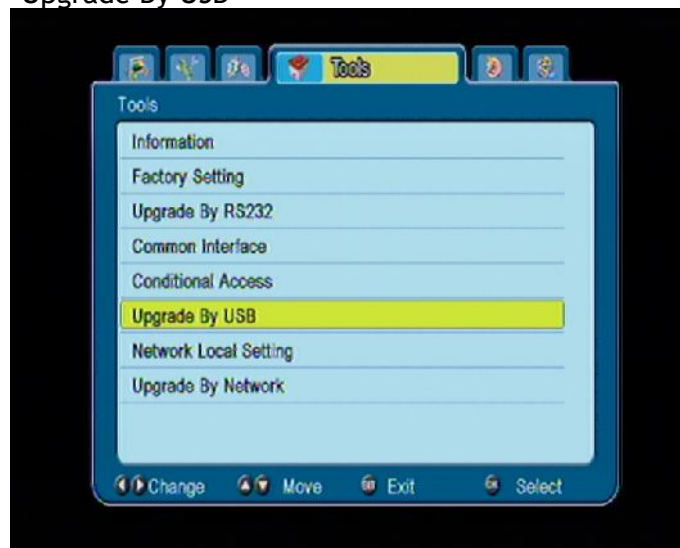 Upgrade By USB
Tools
Tools
Information
Factory Setting
Upgrade By RS232
Common Interface
Conditional Access
Upgrade By USB
Network Local Setting
Upgrade By Network
Change Move Exit Select